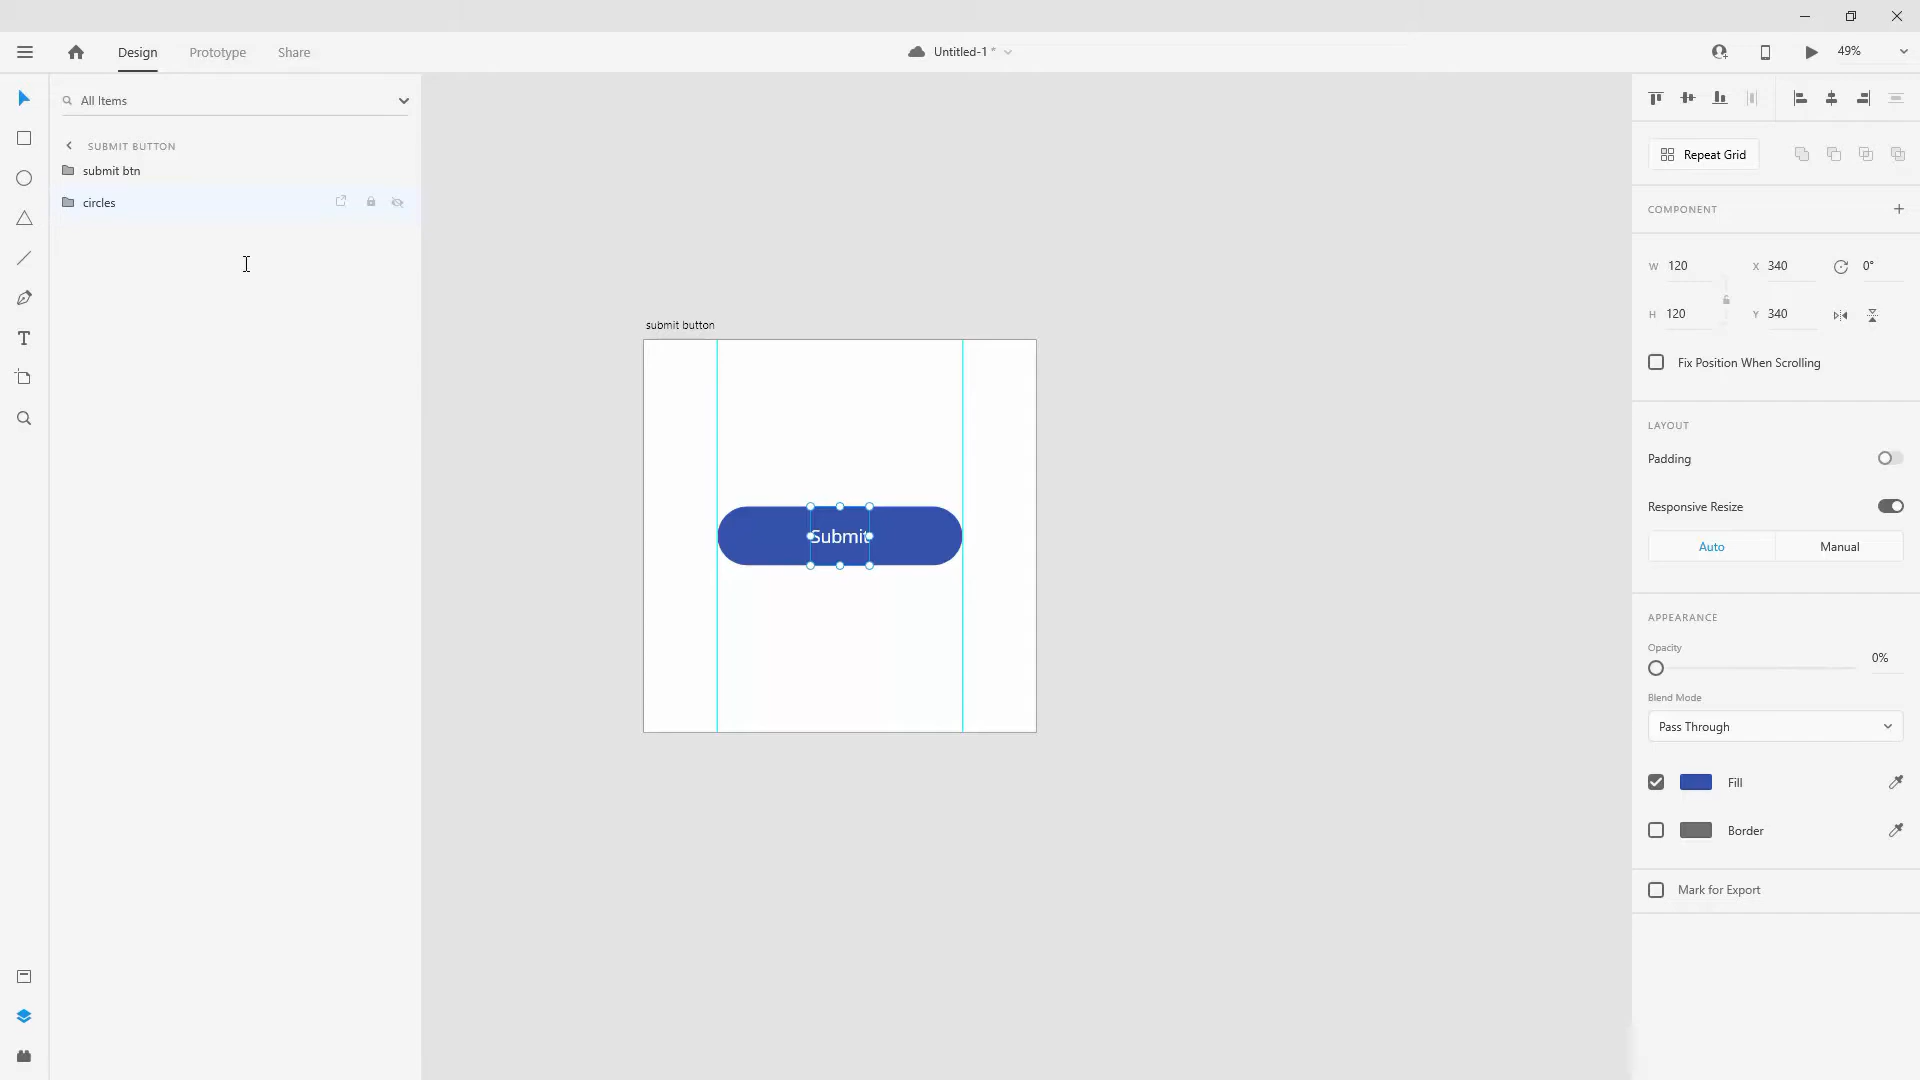 Design
Prototype
Share
Untitled-1 *
49%
All Items
SUBMIT BUTTON
submit btn
circles
submit button
Submit
Repeat Grid
COMPONENT
W 120 X 340 0°
H 120 Y 340
Fix Position When Scrolling
LAYOUT
Padding
Responsive Resize
Auto Manual
APPEARANCE
Opacity
0%
Blend Mode
Pass Through
Fill
Border
Mark for Export